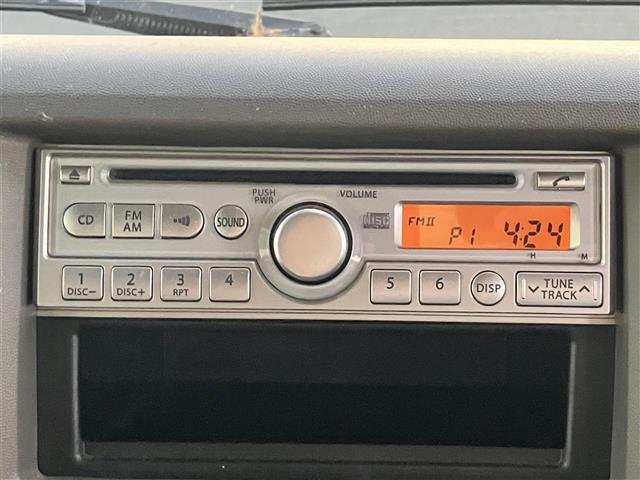 PUSH
PWR
VOLUME
CD
FM
AM
SOUND
disc
FMII
P1 4:24
H M
1
DISC−
2
DISC+
3
RPT
4
5
6
DISP
TUNE
TRACK